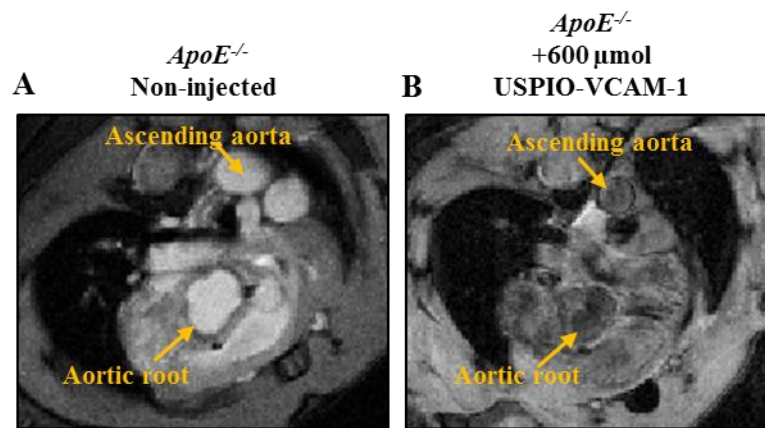 A
ApoE-/-
Non-injected
B
ApoE-/-
+600 µmol
USPIO-VCAM-1
Ascending aorta
Aortic root
Ascending aorta
Aortic root